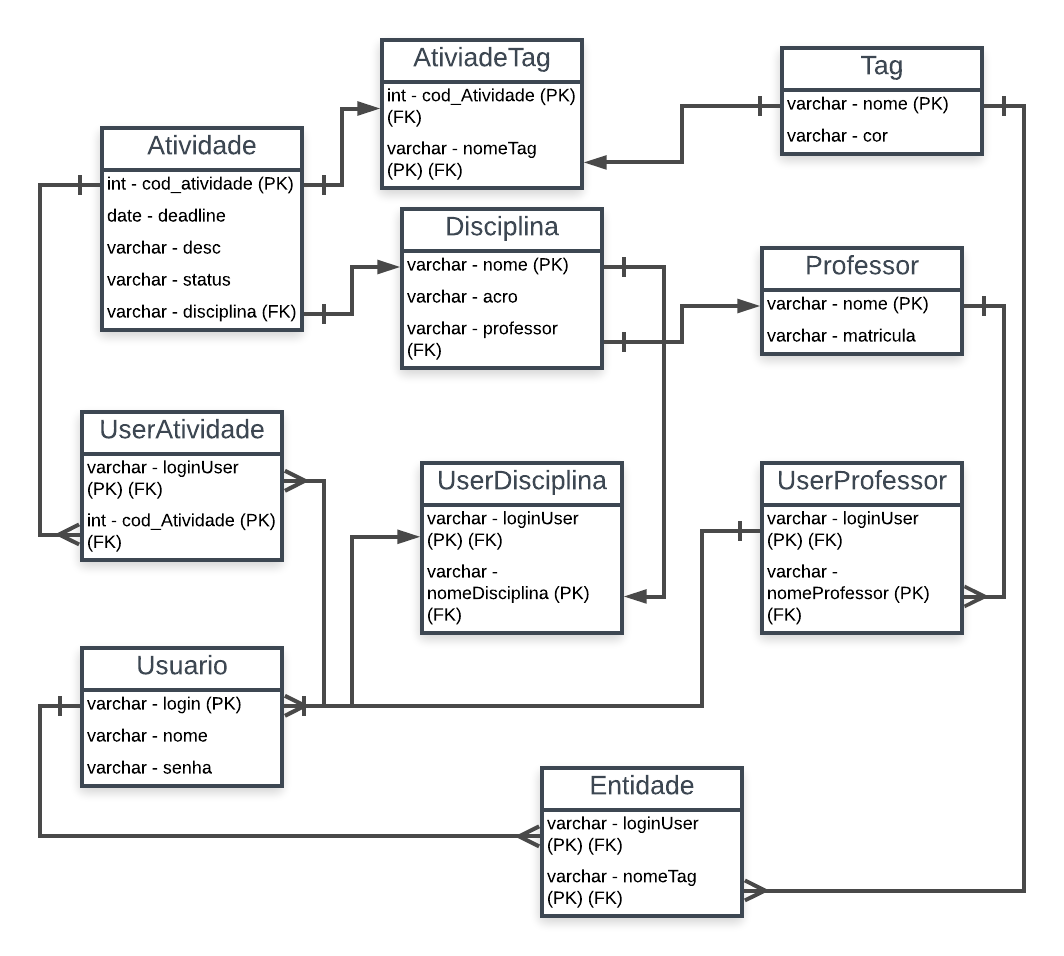 AtiviadeTag
int - cod_Atividade (PK)
(FK)
varchar - nomeTag
(PK) (FK)
Tag
varchar - nome (PK)
varchar - cor
Atividade
int - cod_atividade (PK)
date - deadline
varchar - desc
varchar - status
varchar - disciplina (FK)
Disciplina
varchar - nome (PK)
varchar - acro
varchar - professor
(FK)
Professor
varchar - nome (PK)
varchar - matricula
UserAtividade
varchar - loginUser
(PK) (FK)
int - cod_Atividade (PK)
(FK)
UserDisciplina
varchar - loginUser
(PK) (FK)
varchar -
nomeDisciplina (PK)
(FK)
UserProfessor
varchar - loginUser
(PK) (FK)
varchar -
nomeProfessor (PK)
(FK)
Usuario
varchar - login (PK)
varchar - nome
varchar - senha
Entidade
varchar - loginUser
(PK) (FK)
varchar - nomeTag
(PK) (FK)